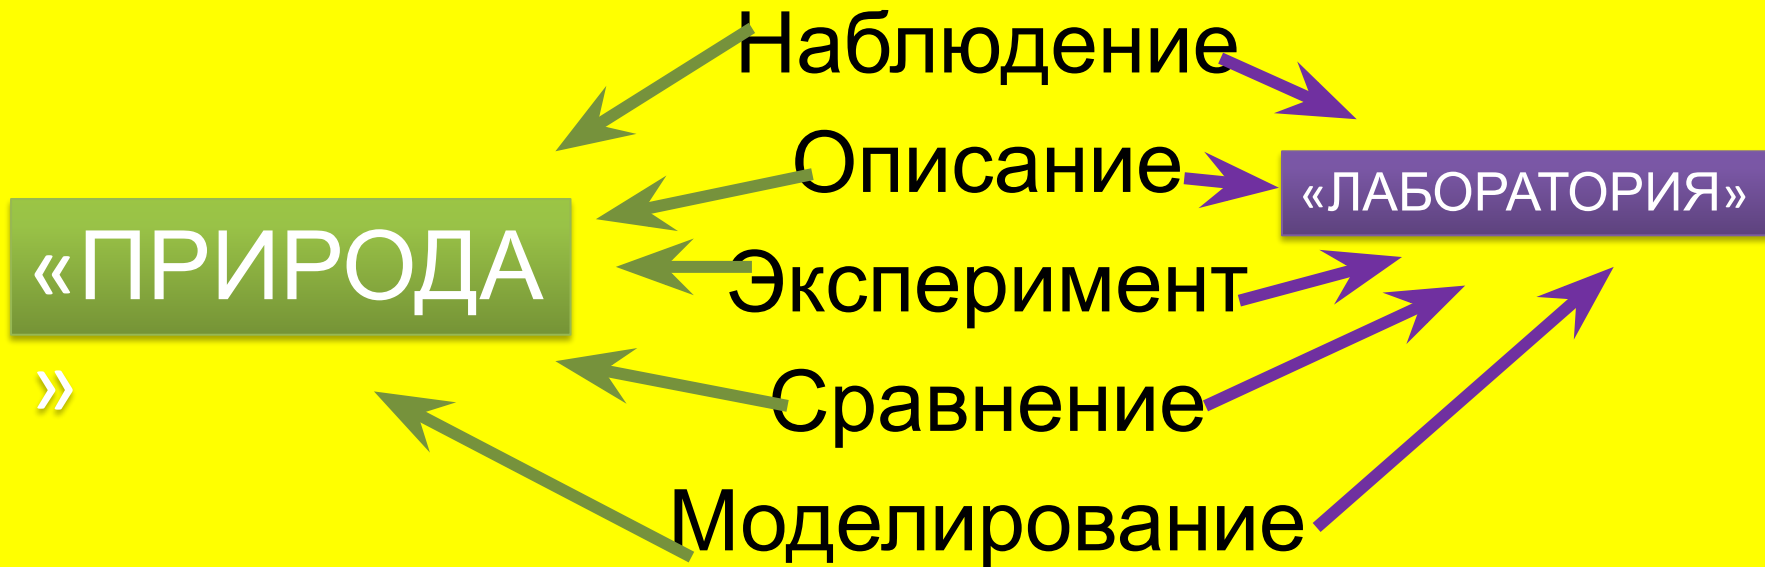 Наблюдение
Описание
«ЛАБОРАТОРИЯ»
«ПРИРОДА
»
Эксперимент
Сравнение
Моделирование